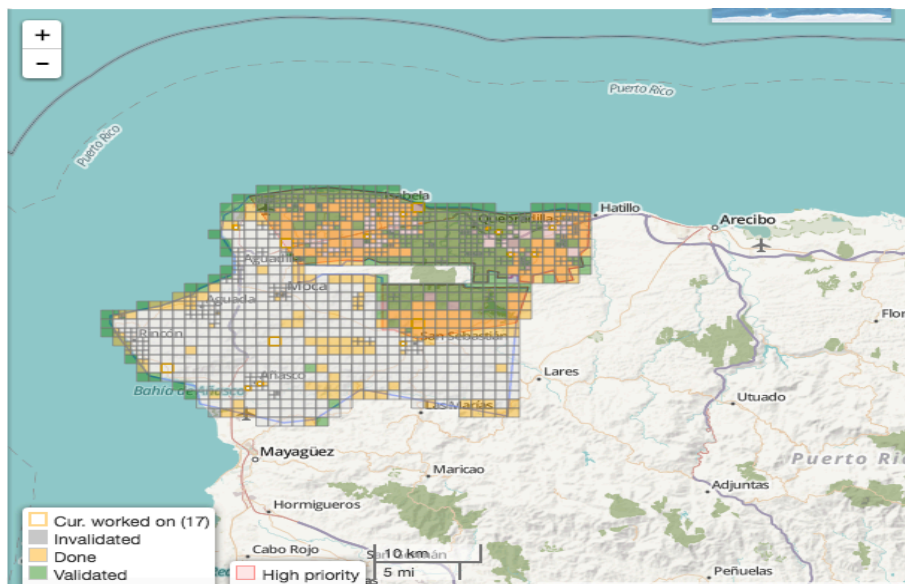 +
−
Puerto Rico
Puerto Rico
Isabela
Quebradillas
Hatillo
Arecibo
Aguadilla
Moca
Aguada
Rincón
San Sebastián
Añasco
Bahía de Añasco
Lares
Las Marías
Utuado
Mayagüez
Maricao
Puerto Ri
Adjuntas
Hormigueros
Cabo Rojo
Peñuelas
Cur. worked on (17)
Invalidated
Done
Validated
High priority
10 km
5 mi